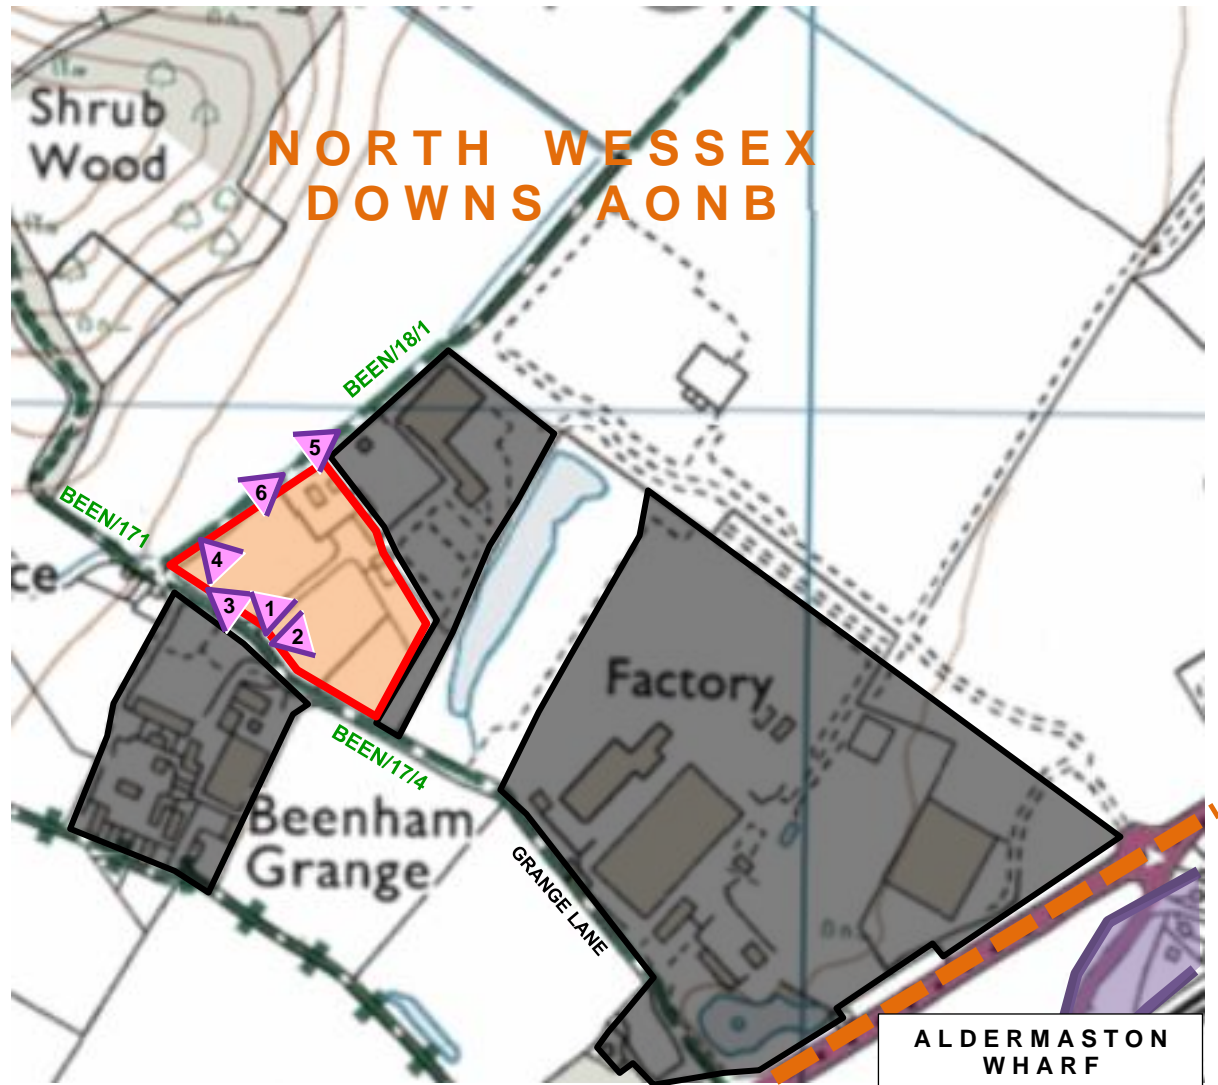 Shrub
Wood
NORTH WESSEX
DOWNS AONB
BEEN/18/1
5
6
BEEN/171
4
3
1
2
ce
Factory
BEEN/17/4
Beenham
Grange
GRANGE LANE
ALDERMASTON
WHARF